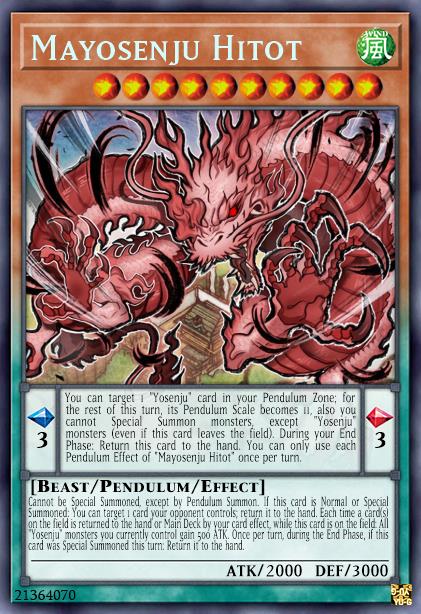 MAYOSENJU HITOT
WIND
風
You can target 1 "Yosenju" card in your Pendulum Zone; for
the rest of this turn, its Pendulum Scale becomes 11, also you
cannot Special Summon monsters, except "Yosenju"
monsters (even if this card leaves the field). During your End
Phase: Return this card to the hand. You can only use each
Pendulum Effect of "Mayosenju Hitot" once per turn.
3
3
[BEAST/PENDULUM/EFFECT]
Cannot be Special Summoned, except by Pendulum Summon. If this card is Normal or Special
Summoned: You can target 1 card your opponent controls; return it to the hand. Each time a card(s)
on the field is returned to the hand or Main Deck by your card effect, while this card is on the field: All
"Yosenju" monsters you currently control gain 500 ATK. Once per turn, during the End Phase, if this
card was Special Summoned this turn: Return it to the hand.
ATK/2000 DEF/3000
21364070